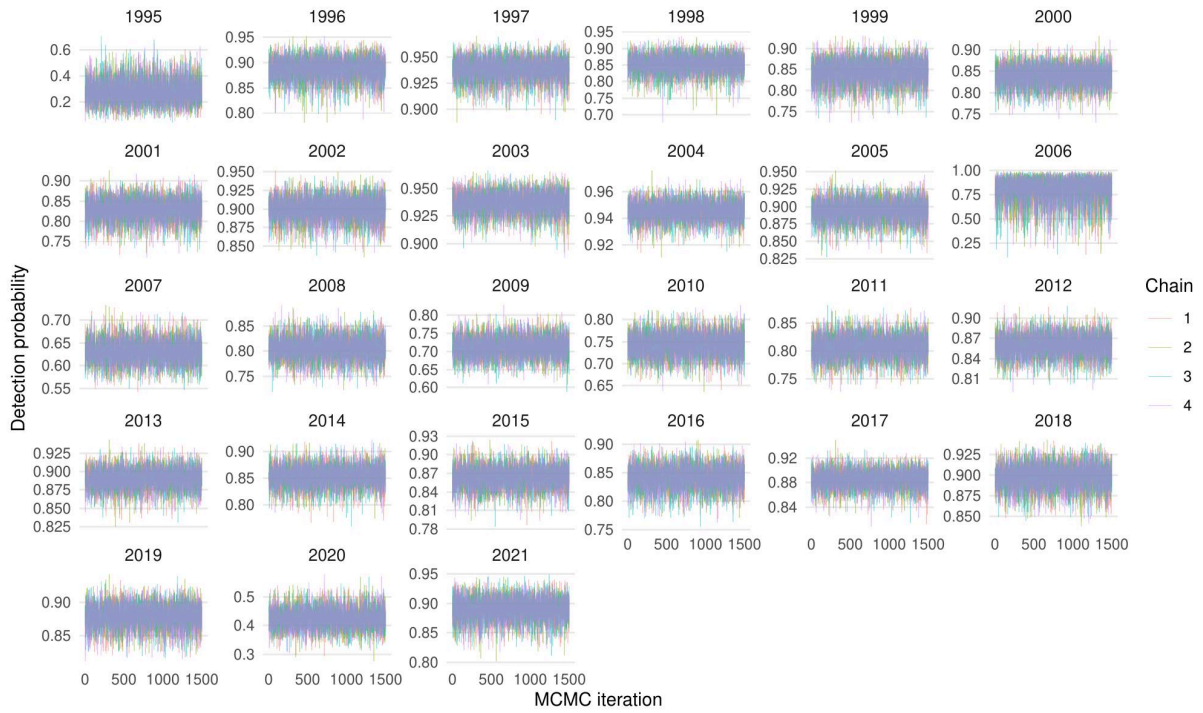 1995 1996 1997 1998 1999 2000
0.6 0.4 0.2
0.95 0.90 0.85 0.80
0.950 0.925 0.900
0.95 0.90 0.85 0.80 0.75 0.70
0.90 0.85 0.80 0.75
0.90 0.85 0.80 0.75
2001 2002 2003 2004 2005 2006
0.90 0.85 0.80 0.75
0.950 0.925 0.900 0.875 0.850
0.950 0.925 0.900
0.96 0.94 0.92
0.950 0.925 0.900 0.875 0.850 0.825
1.00 0.75 0.50 0.25
Detection probability
2007 2008 2009 2010 2011 2012
0.70 0.65 0.60 0.55
0.85 0.80 0.75
0.80 0.75 0.70 0.65 0.60
0.80 0.75 0.70 0.65
0.85 0.80 0.75
0.90 0.87 0.84 0.81
2013 2014 2015 2016 2017 2018
0.925 0.900 0.875 0.850 0.825
0.90 0.85 0.80
0.93 0.90 0.87 0.84 0.81 0.78
0.90 0.85 0.80 0.75
0.92 0.88 0.84
0.925 0.900 0.875 0.850
0 500 1000 1500 0 500 1000 1500 0 500 1000 1500
2019 2020 2021
0.90 0.85
0.5 0.4 0.3
0.95 0.90 0.85 0.80
0 500 1000 1500 0 500 1000 1500 0 500 1000 1500
MCMC iteration
Chain
1
2
3
4